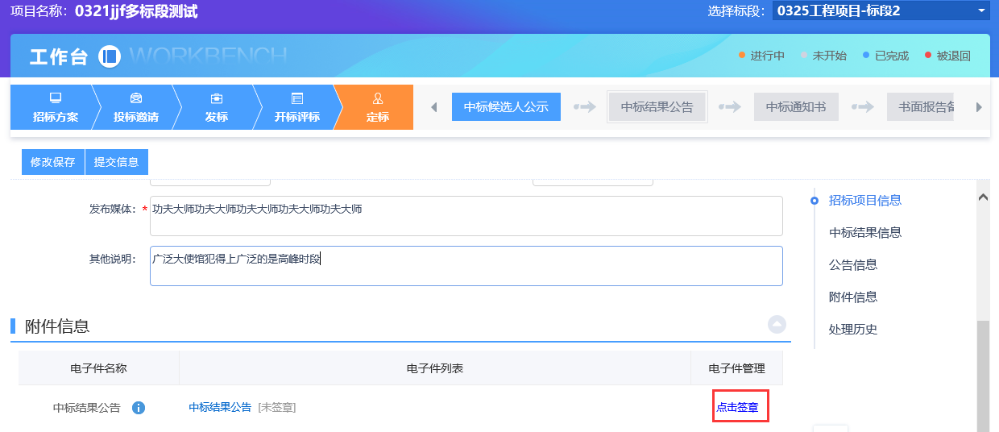 项目名称： 0321jjf多标段测试
选择标段： 0325工程项目-标段2
工作台 WORKBENCH
进行中 未开始 已完成 被退回
招标方案 投标邀请 发标 开标评标 定标
中标候选人公示 中标结果公告 中标通知书 书面报告备
修改保存 提交信息
发布媒体： * 功夫大师功夫大师功夫大师功夫大师功夫大师
其他说明： 广泛大使馆犯得上广泛的是高峰时段
招标项目信息
中标结果信息
公告信息
附件信息
处理历史
附件信息
电子件名称 电子件列表 电子件管理
中标结果公告 中标结果公告 [未签章] 点击签章